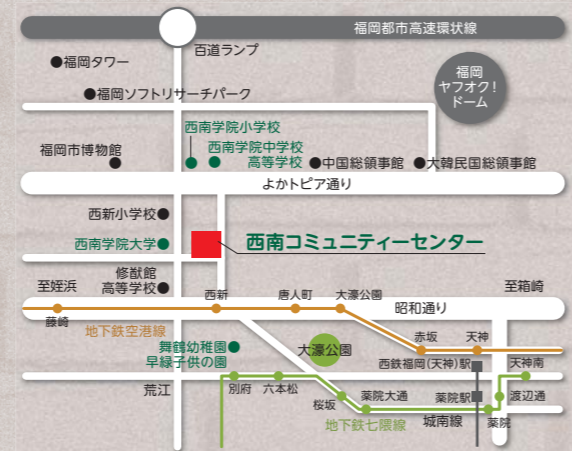 福岡都市高速環状線
百道ランプ
●福岡タワー
福岡
ヤフオク!
ドーム
●福岡ソフトリサーチパーク
西南学院小学校
西南学院中学校
高等学校
福岡市博物館
●中国総領事館
●大韓民国総領事館
よかトピア通り
西新小学校●
西南学院大学●
西南コミュニティーセンター
修猷館
高等学校●
至姪浜
西新
唐人町
大濠公園
昭和通り
至箱崎
藤崎
地下鉄空港線
赤坂
天神
舞鶴幼稚園●
早緑子供の園
大濠公園
西鉄福岡(天神)駅
天神南
荒江
別府
六本松
桜坂
薬院大通
薬院駅
渡辺通
地下鉄七隈線
城南線
薬院